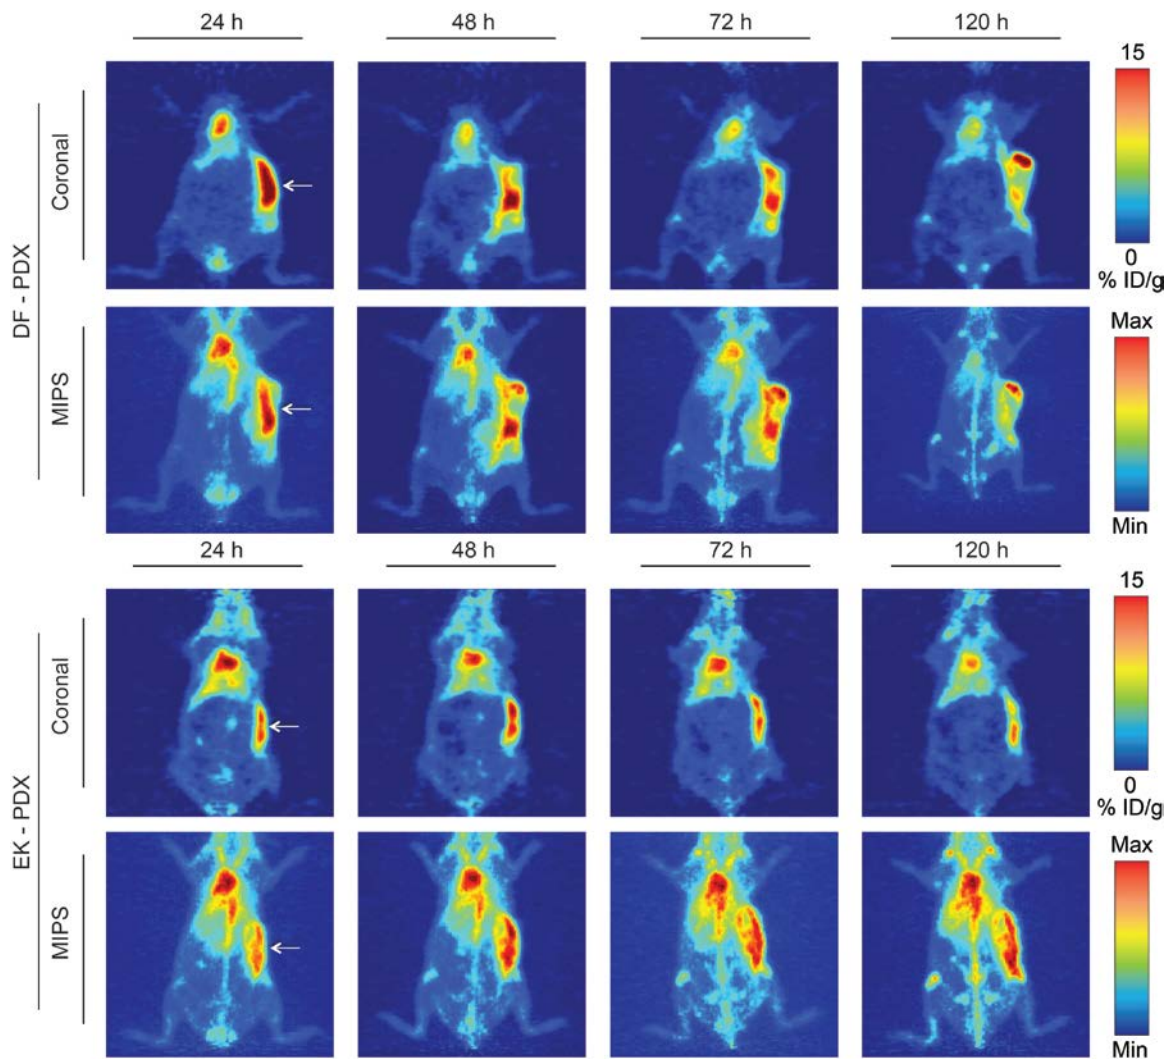 24 h 48 h 72 h 120 h
15
Coronal
0
% ID/g
DF - PDX
Max
MIPS
Min
24 h 48 h 72 h 120 h
15
Coronal
0
% ID/g
EK - PDX
Max
MIPS
Min